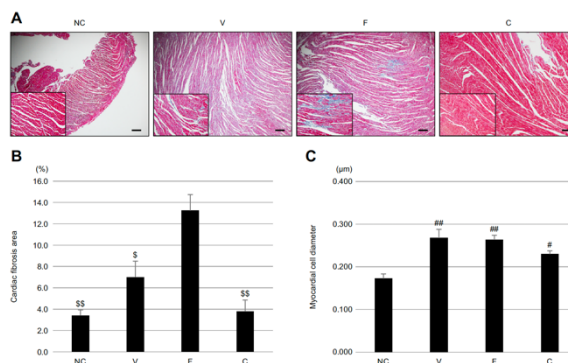 A
NC
V
F
C
B
(%)
16.0
14.0
12.0
10.0
8.0
6.0
4.0
2.0
0.0
Cardiac fibrosis area
$$
$
$$
NC
V
F
C
C
(μm)
0.400
0.300
0.200
0.100
0.000
Myocardial cell diameter
##
##
#
NC
V
F
C